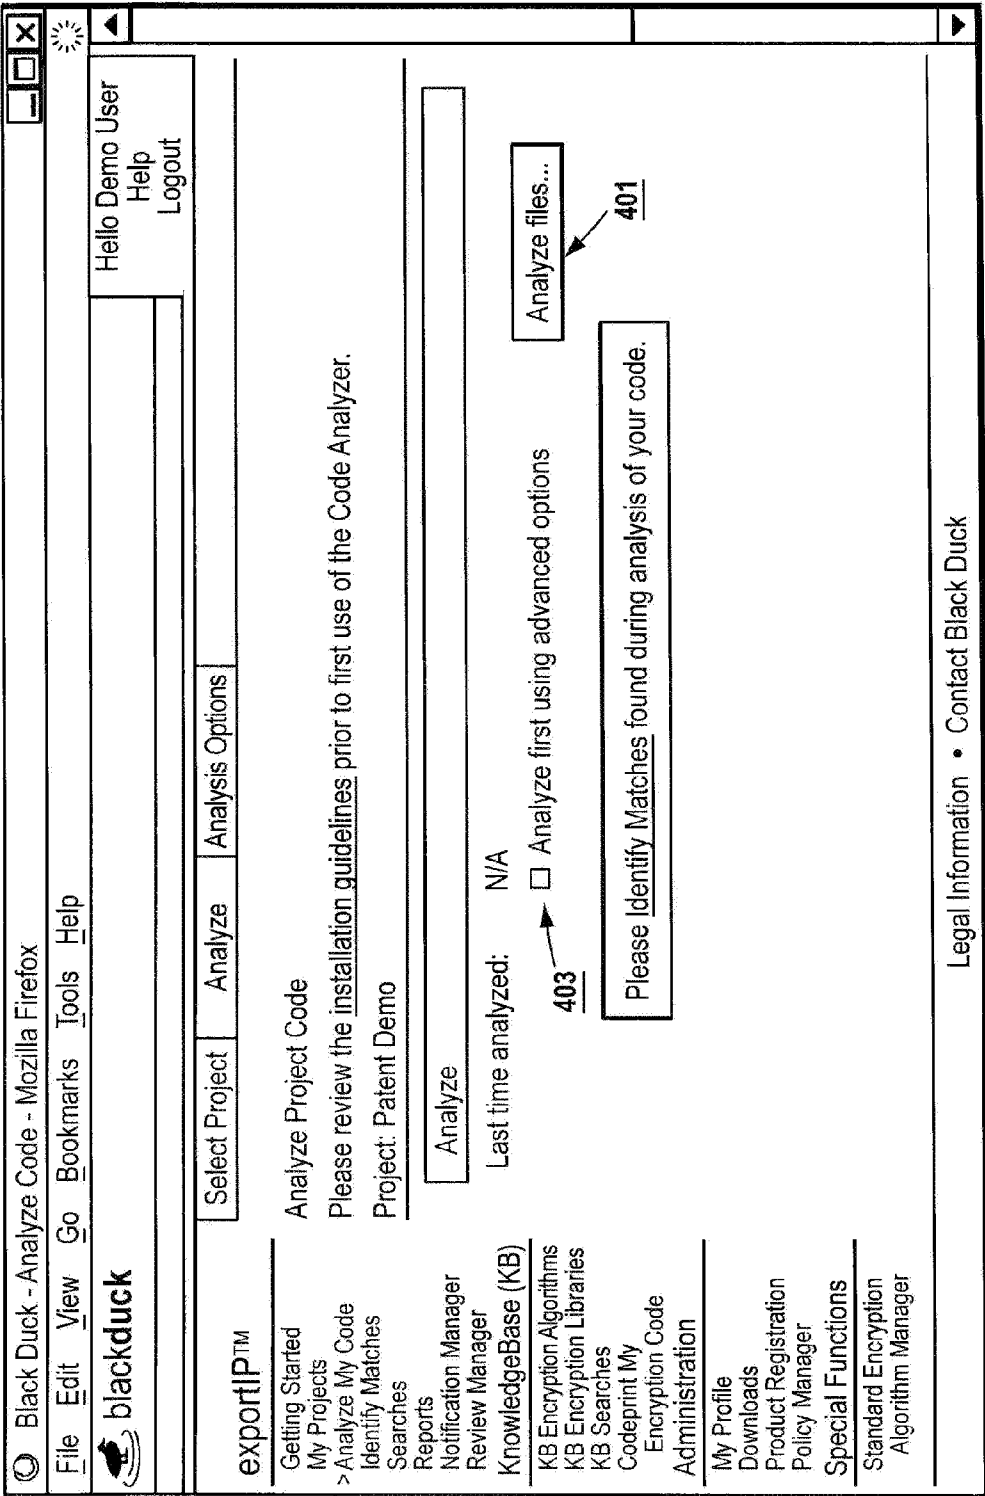 Black Duck - Analyze Code - Mozilla Firefox
File Edit View Go Bookmarks Tools Help
blackduck
Hello Demo User
Help
Logout
exportIP™
Getting Started
My Projects
> Analyze My Code
Identify Matches
Searches
Reports
Notification Manager
Review Manager
KnowledgeBase (KB)
KB Encryption Algorithms
KB Encryption Libraries
KB Searches
Codeprint My
Encryption Code
Administration
My Profile
Downloads
Product Registration
Policy Manager
Special Functions
Standard Encryption
Algorithm Manager
Select Project Analyze Analysis Options
Analyze Project Code
Please review the installation guidelines prior to first use of the Code Analyzer.
Project: Patent Demo
Analyze
Last time analyzed: N/A
403
Analyze first using advanced options
Analyze files...
401
Please Identify Matches found during analysis of your code.
Legal Information • Contact Black Duck